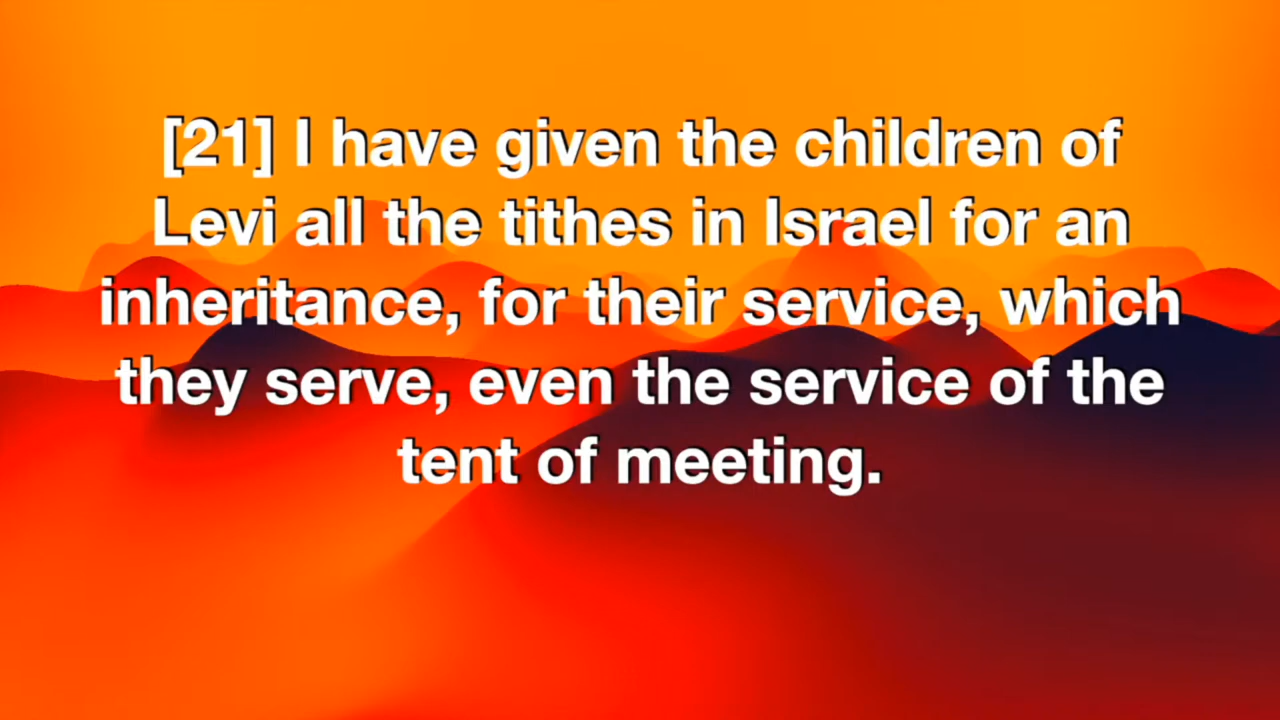 [21] I have given the children of
Levi all the tithes in Israel for an
inheritance, for their service, which
they serve, even the service of the
tent of meeting.